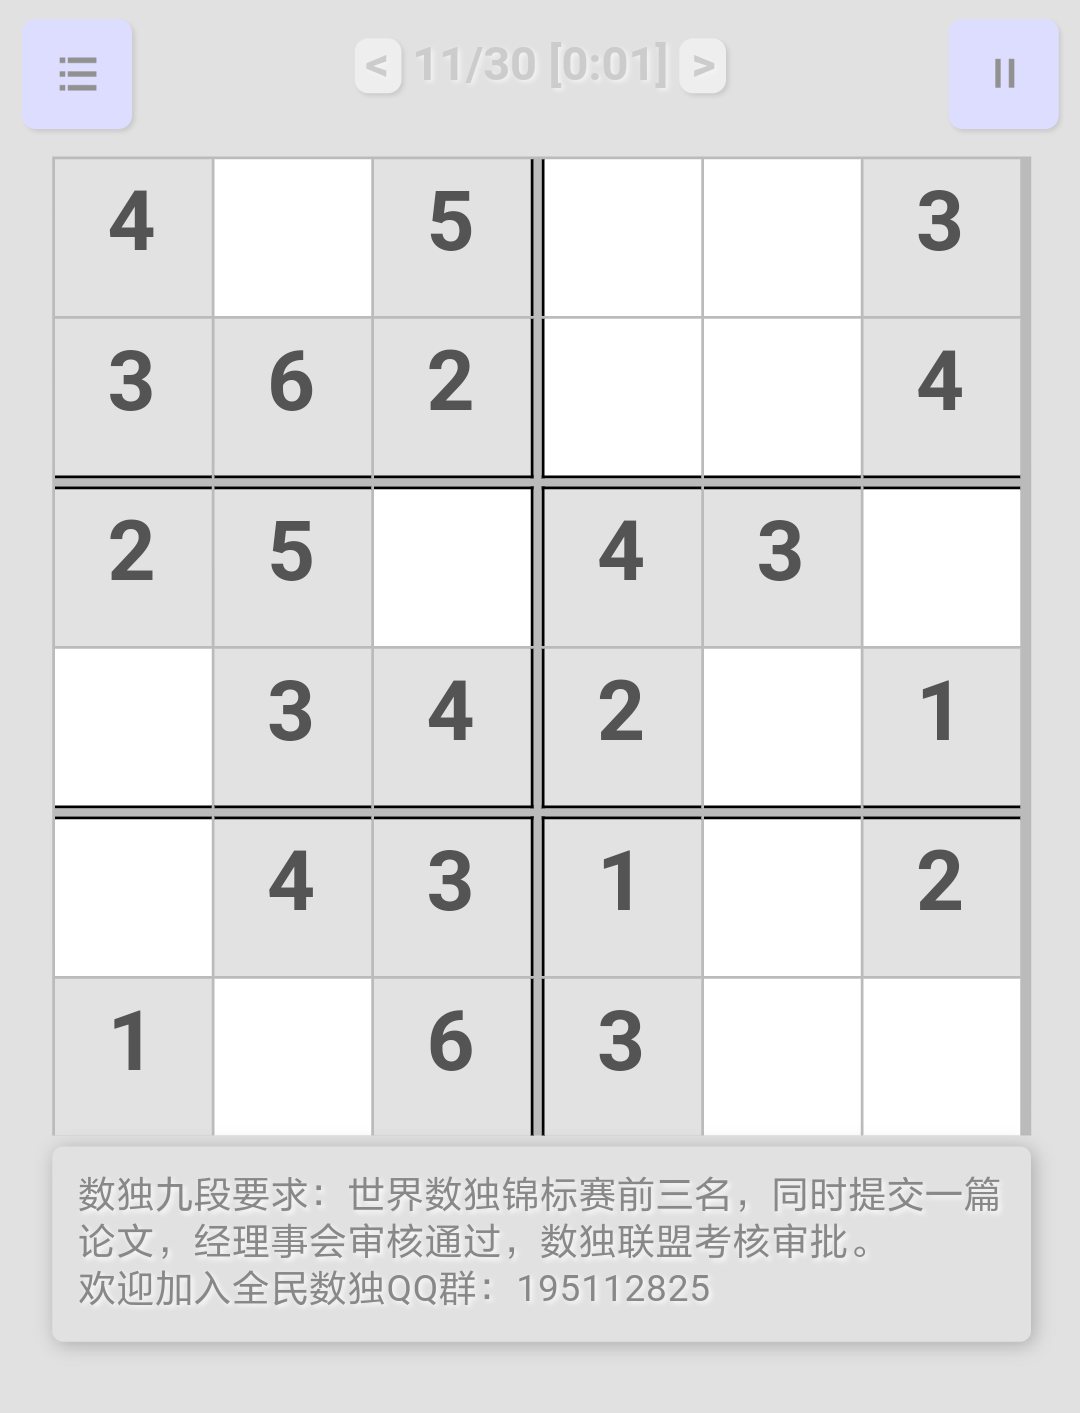 < 11/30 [0:01] >
4 5 3
3 6 2 4
2 5 4 3
3 4 2 1
4 3 1 2
1 6 3
数独九段要求：世界数独锦标赛前三名，同时提交一篇
论文，经理事会审核通过，数独联盟考核审批。
欢迎加入全民数独QQ群：195112825